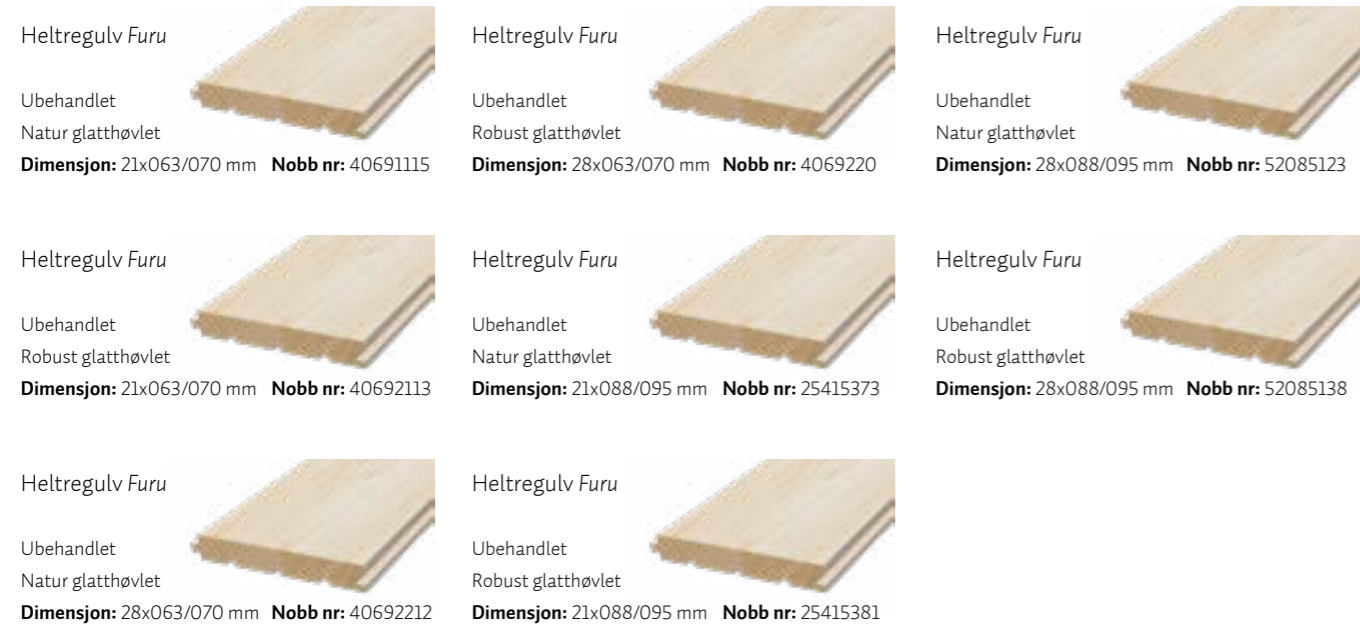 Heltregulv Furu
Ubehandlet
Natur glatthøvlet
Dimensjon: 21x063/070 mm Nobb nr: 40691115
Heltregulv Furu
Ubehandlet
Robust glatthøvlet
Dimensjon: 21x063/070 mm Nobb nr: 40692113
Heltregulv Furu
Ubehandlet
Natur glatthøvlet
Dimensjon: 28x063/070 mm Nobb nr: 40692212
Heltregulv Furu
Ubehandlet
Robust glatthøvlet
Dimensjon: 28x063/070 mm Nobb nr: 4069220
Heltregulv Furu
Ubehandlet
Natur glatthøvlet
Dimensjon: 21x088/095 mm Nobb nr: 25415373
Heltregulv Furu
Ubehandlet
Robust glatthøvlet
Dimensjon: 21x088/095 mm Nobb nr: 25415381
Heltregulv Furu
Ubehandlet
Natur glatthøvlet
Dimensjon: 28x088/095 mm Nobb nr: 52085123
Heltregulv Furu
Ubehandlet
Robust glatthøvlet
Dimensjon: 28x088/095 mm Nobb nr: 52085138